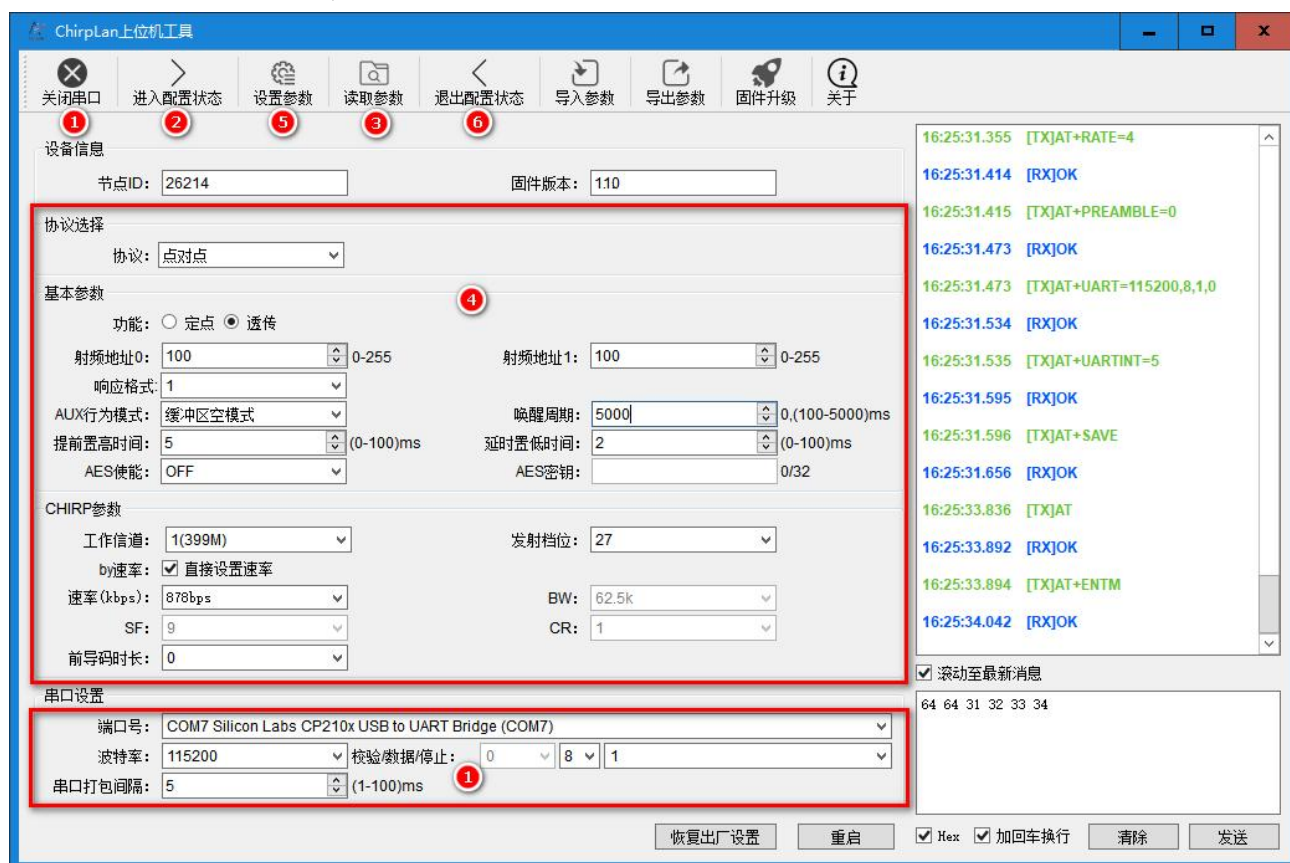 ChirpLan上位机工具
关闭串口 进入配置状态 设置参数 读取参数 退出配置状态 导入参数 导出参数 固件升级 关于
1 2 5 3 6
设备信息
节点ID: 26214 固件版本: 1.10
协议选择
协议: 点对点
基本参数
4
功能: 定点 透传
射频地址0: 100 0-255 射频地址1: 100 0-255
响应格式: 1
AUX行为模式: 缓冲区空模式 唤醒周期: 5000 0,(100-5000)ms
提前置高时间: 5 (0-100)ms 延时置低时间: 2 (0-100)ms
AES使能: OFF AES密钥: 0/32
CHIRP参数
工作信道: 1(399M) 发射档位: 27
by速率: 直接设置速率
速率(kbps): 878bps BW: 62.5k
SF: 9 CR: 1
前导码时长: 0
串口设置
端口号: COM7 Silicon Labs CP210x USB to UART Bridge (COM7)
波特率: 115200 校验/数据/停止: 0 8 1
串口打包间隔: 5 (1-100)ms 1
恢复出厂设置 重启
16:25:31.355 [TX]AT+RATE=4
16:25:31.414 [RX]OK
16:25:31.415 [TX]AT+PREAMBLE=0
16:25:31.473 [RX]OK
16:25:31.473 [TX]AT+UART=115200,8,1,0
16:25:31.534 [RX]OK
16:25:31.535 [TX]AT+UARTINT=5
16:25:31.595 [RX]OK
16:25:31.596 [TX]AT+SAVE
16:25:31.656 [RX]OK
16:25:33.836 [TX]AT
16:25:33.892 [RX]OK
16:25:33.894 [TX]AT+ENTM
16:25:34.042 [RX]OK
滚动至最新消息
64 64 31 32 33 34
Hex 加回车换行 清除 发送